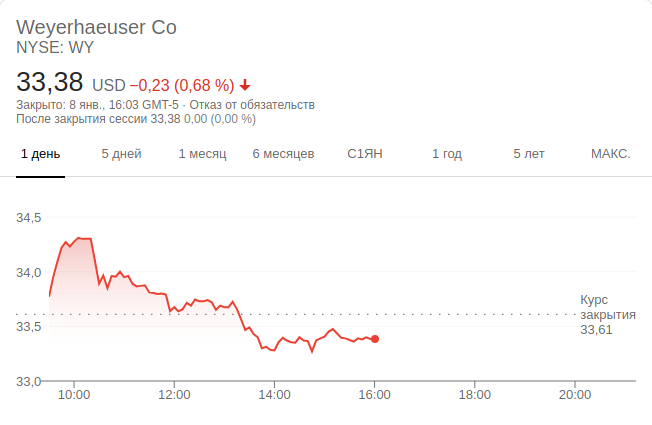 Weyerhaeuser Co
NYSE: WY
33,38 USD −0,23 (0,68 %)
Закрыто: 8 янв., 16:03 GMT-5 · Отказ от обязательств
После закрытия сессии 33,38 0,00 (0,00 %)
1 день 5 дней 1 месяц 6 месяцев С1ЯН 1 год 5 лет МАКС.
34,5
34,0
Курс
закрытия
33,61
33,5
33,0
10:00 12:00 14:00 16:00 18:00 20:00